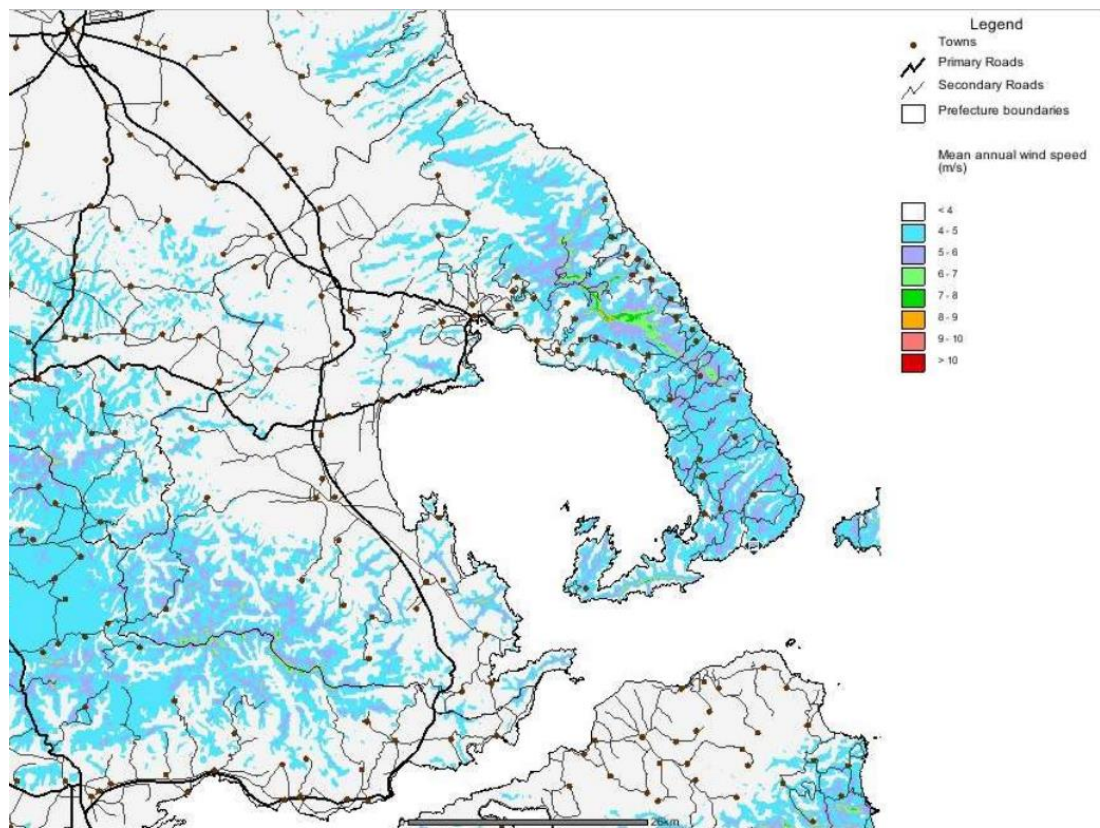 Legend
Towns
Primary Roads
Secondary Roads
Prefecture boundaries
Mean annual wind speed
(m/s)
< 4
4 - 5
5 - 6
6 - 7
7 - 8
8 - 9
9 - 10
> 10
26km